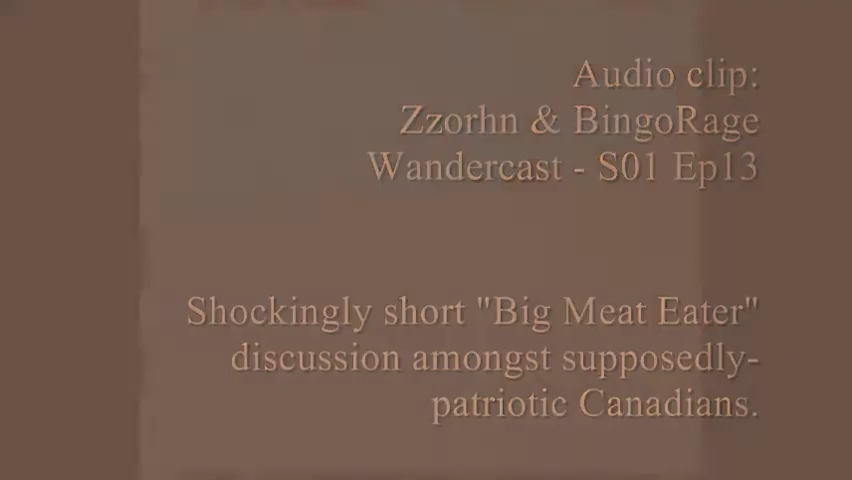 Audio clip:
Zzorhn & BingoRage
Wandercast - S01 Ep13
Shockingly short "Big Meat Eater"
discussion amongst supposedly-
patriotic Canadians.